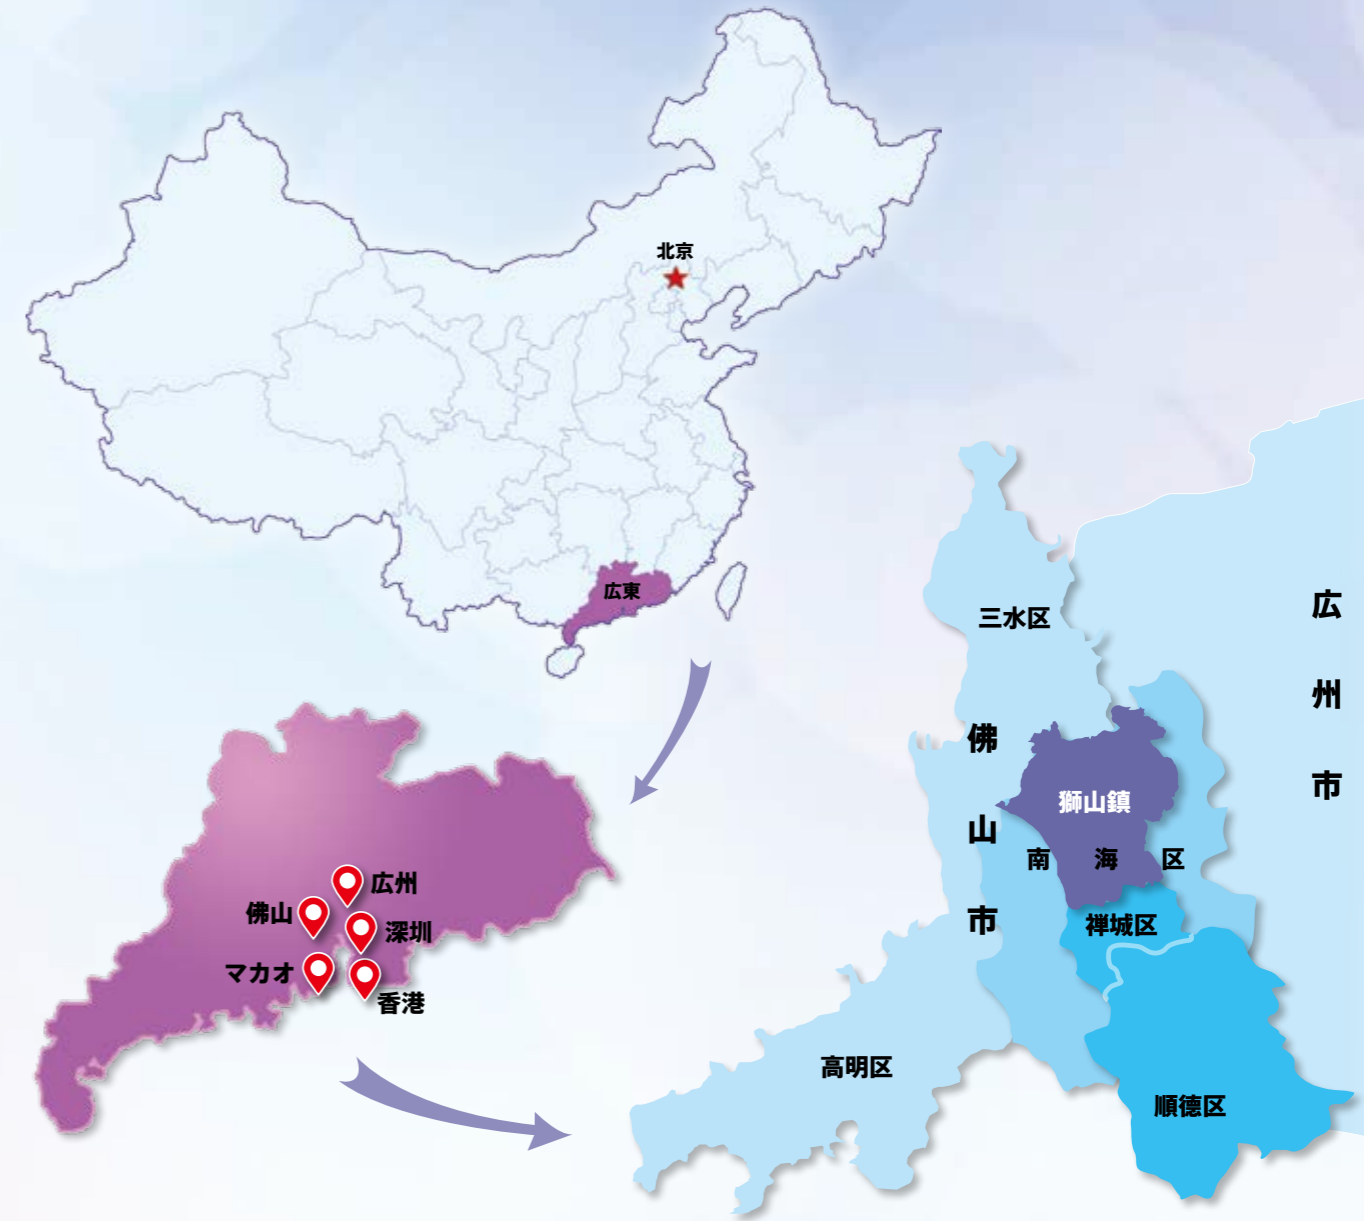 北京
広東
広州
佛山
深圳
マカオ
香港
三水区
佛山市
広州市
獅山鎮
南海区
禅城区
高明区
順德区